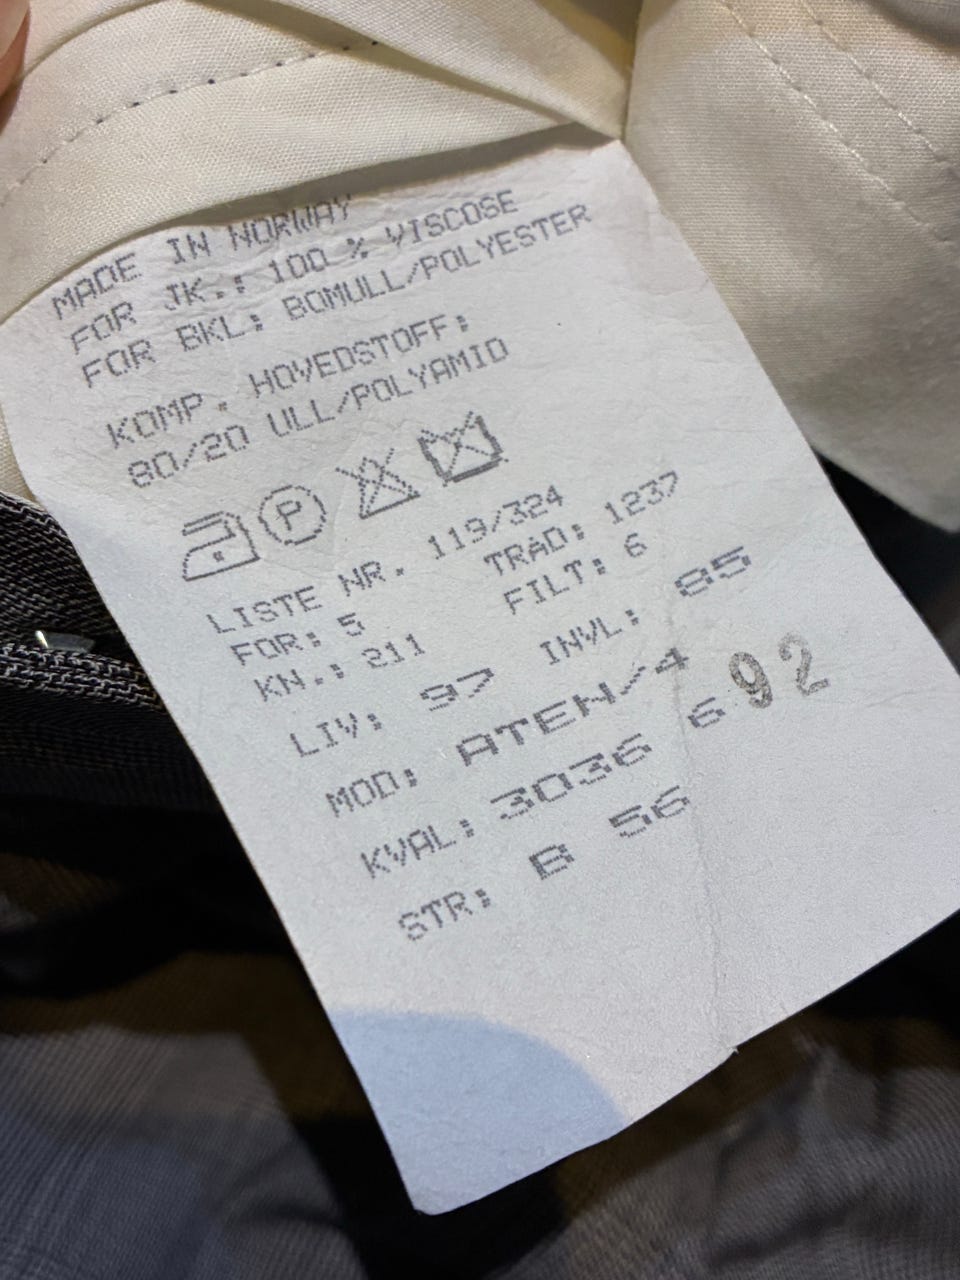 MADE IN NORWAY
FOR JK.: 100 % VISCOSE
FOR BKL: BOMULL/POLYESTER
KOMP. HOVEDSTOFF:
80/20 ULL/POLYAMID
P
LISTE NR. 119/324
FOR: 5 TRÅD: 1237
KN.: 211 FILT: 6
LIV: 97 INVL: 85
MOD: ATEN/4
KVAL: 3036 6 92
STR: B 56